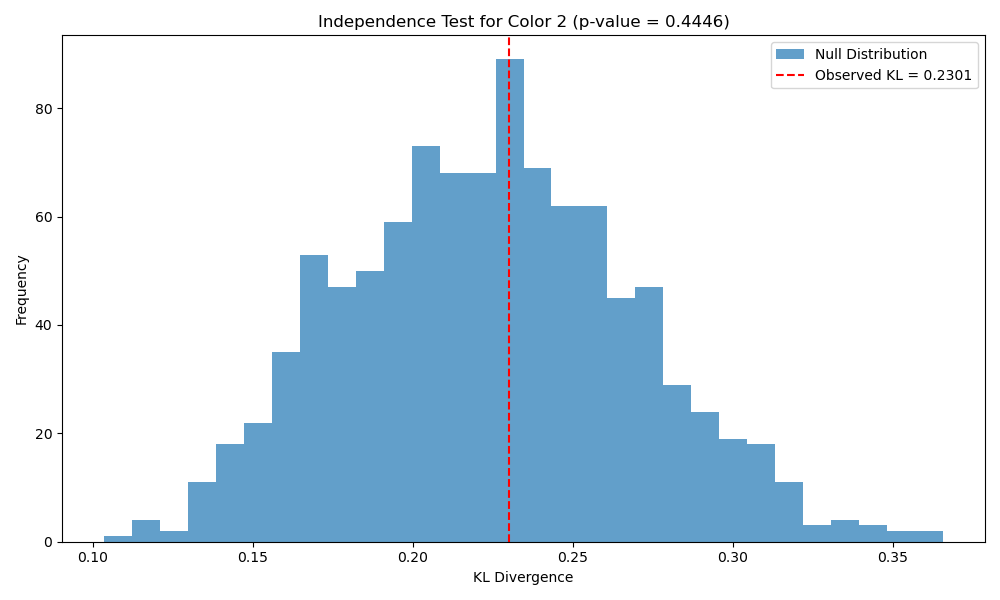 Independence Test for Color 2 (p-value = 0.4446)
Null Distribution
Observed KL = 0.2301
Frequency
80
60
40
20
0
0.10 0.15 0.20 0.25 0.30 0.35
KL Divergence